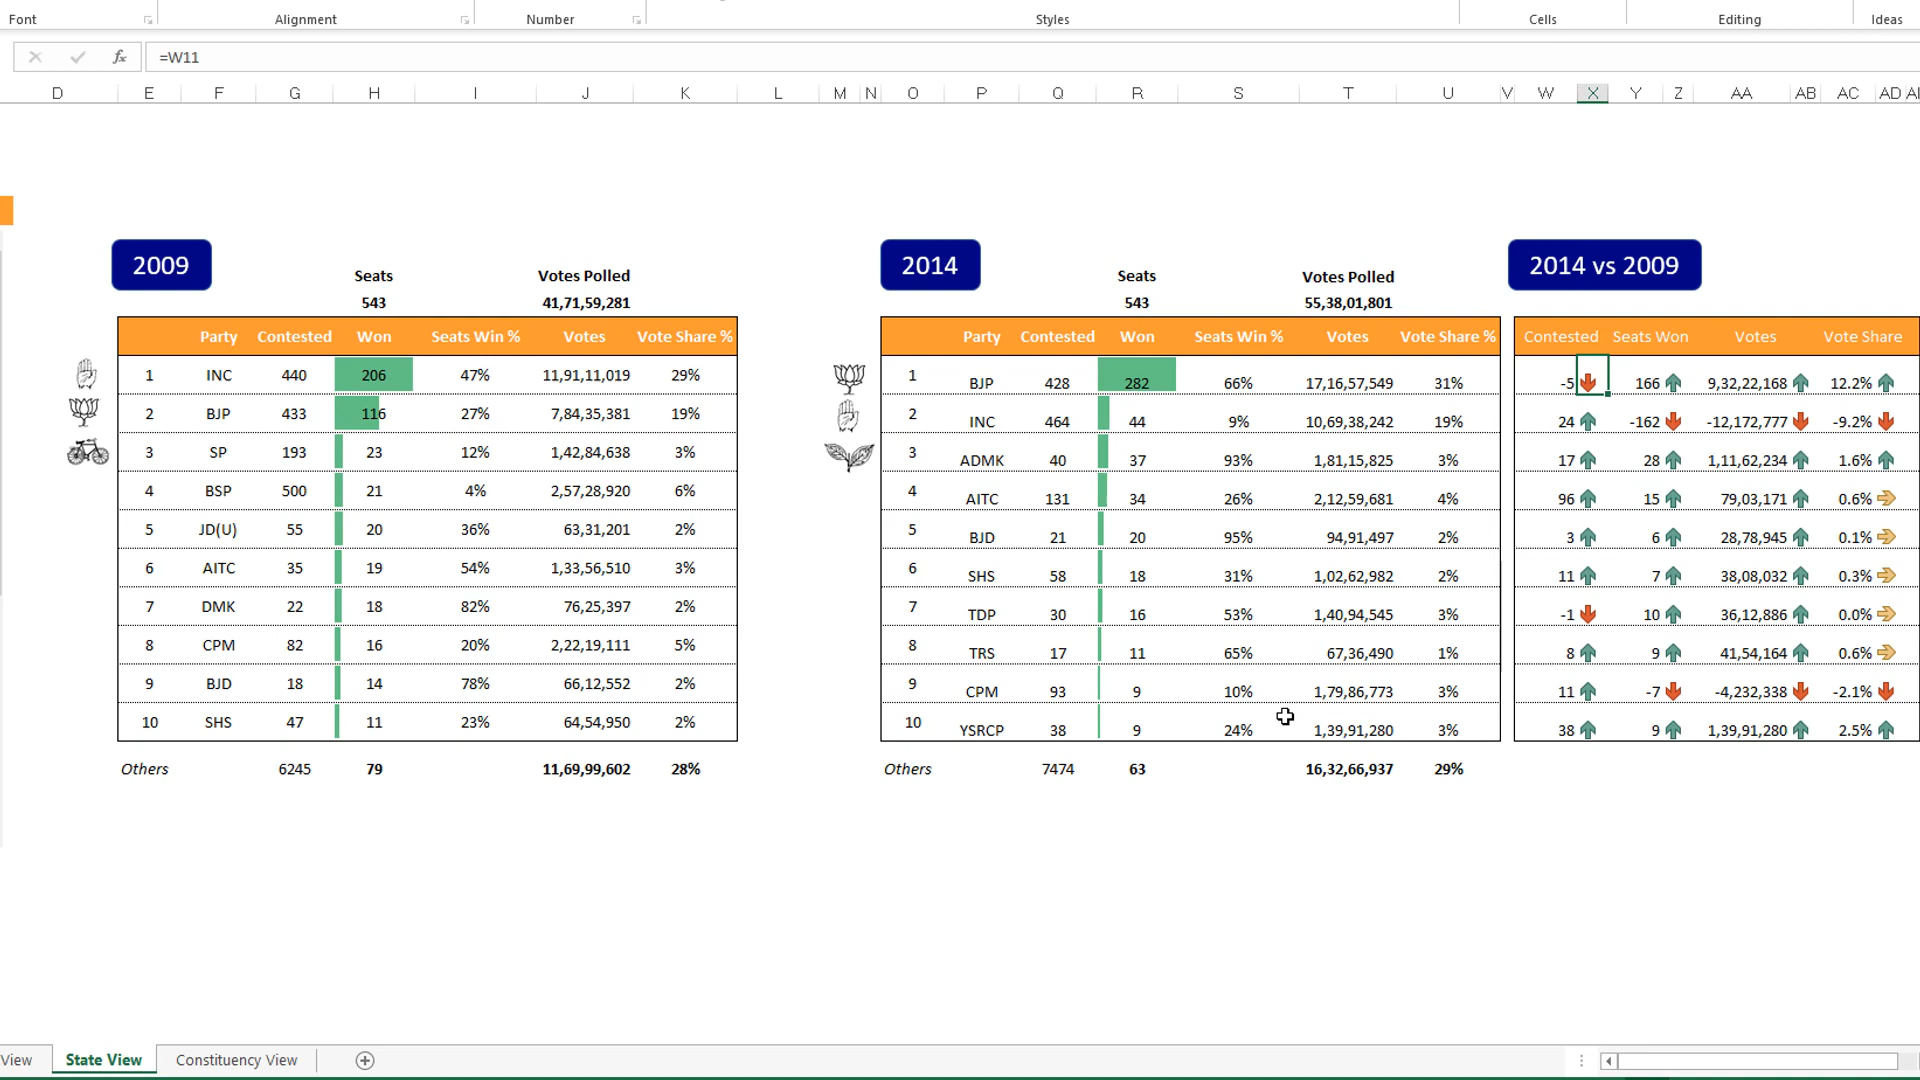 Font Alignment Number Styles Cells Editing Ideas
fx =W11
D E F G H I J K L M N O P Q R S T U V W X Y Z AA AB AC AD
2009 2014 2014 vs 2009
Seats Votes Polled Seats Votes Polled
543 41,71,59,281 543 55,38,01,801
Party Contested Won Seats Win % Votes Vote Share % Party Contested Won Seats Win % Votes Vote Share % Contested Seats Won Votes Vote Share
1 INC 440 206 47% 11,91,11,019 29% 1 BJP 428 282 66% 17,16,57,549 31% -5 166 9,32,22,168 12.2%
2 BJP 433 116 27% 7,84,35,381 19% 2 INC 464 44 9% 10,69,38,242 19% 24 -162 -12,172,777 -9.2%
3 SP 193 23 12% 1,42,84,638 3% 3 ADMK 40 37 93% 1,81,15,825 3% 17 28 1,11,62,234 1.6%
4 BSP 500 21 4% 2,57,28,920 6% 4 AITC 131 34 26% 2,12,59,681 4% 96 15 79,03,171 0.6%
5 JD(U) 55 20 36% 63,31,201 2% 5 BJD 21 20 95% 94,91,497 2% 3 6 28,78,945 0.1%
6 AITC 35 19 54% 1,33,56,510 3% 6 SHS 58 18 31% 1,02,62,982 2% 11 7 38,08,032 0.3%
7 DMK 22 18 82% 76,25,397 2% 7 TDP 30 16 53% 1,40,94,545 3% -1 10 36,12,886 0.0%
8 CPM 82 16 20% 2,22,19,111 5% 8 TRS 17 11 65% 67,36,490 1% 8 9 41,54,164 0.6%
9 BJD 18 14 78% 66,12,552 2% 9 CPM 93 9 10% 1,79,86,773 3% 11 -7 -4,232,338 -2.1%
10 SHS 47 11 23% 64,54,950 2% 10 YSRCP 38 9 24% 1,39,91,280 3% 38 9 1,39,91,280 2.5%
Others 6245 79 11,69,99,602 28% Others 7474 63 16,32,66,937 29%
View State View Constituency View